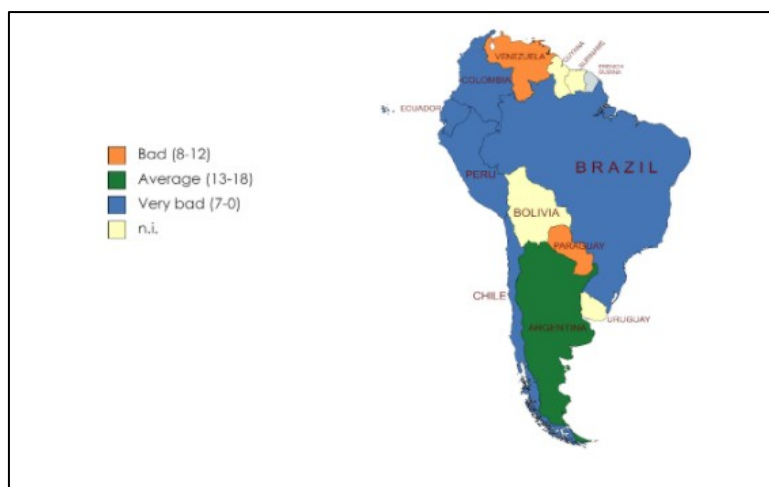 Bad (8-12)
Average (13-18)
Very bad (7-0)
n.i.
VENEZUELA
GUYANA
SURINAME
FRENCH
GUIANA
COLOMBIA
ECUADOR
PERU
BRAZIL
BOLIVIA
PARAGUAY
CHILE
ARGENTINA
URUGUAY